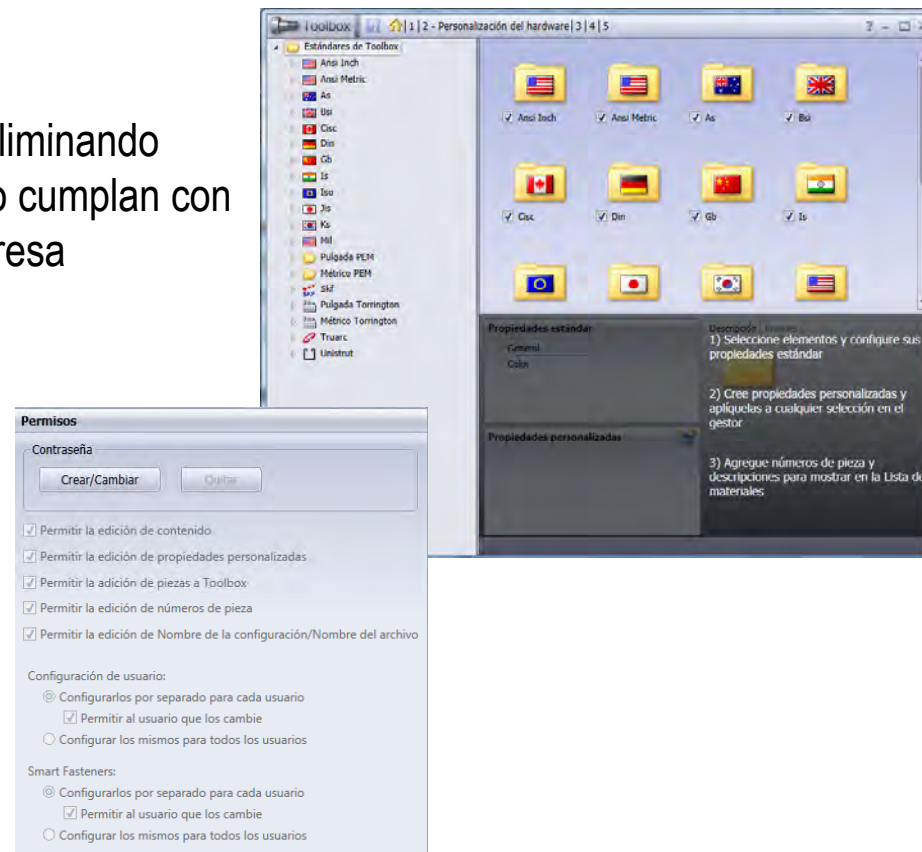 liminando
o cumplan con
resa
Toolbox 1 | 2 - Personalización del hardware | 3 | 4 | 5
Estándares de Toolbox
Ansi Inch
Ansi Metric
As
Bsi
Cisc
Din
Gb
Is
Iso
Jis
Ks
Mil
Pulgada PEM
Métrico PEM
Skf
Pulgada Torrington
Métrico Torrington
Truarc
Unistrut
Ansi Inch Ansi Metric As Bsi
Cisc Din Gb Is
Propiedades estándar
General
Color
Propiedades personalizadas
Descripción
1) Seleccione elementos y configure sus
propiedades estándar
2) Cree propiedades personalizadas y
aplíquelas a cualquier selección en el
gestor
3) Agregue números de pieza y
descripciones para mostrar en la Lista de
materiales
Permisos
Contraseña
Crear/Cambiar Quitar
Permitir la edición de contenido
Permitir la edición de propiedades personalizadas
Permitir la adición de piezas a Toolbox
Permitir la edición de números de pieza
Permitir la edición de Nombre de la configuración/Nombre del archivo
Configuración de usuario:
Configurarlos por separado para cada usuario
Permitir al usuario que los cambie
Configurar los mismos para todos los usuarios
Smart Fasteners:
Configurarlos por separado para cada usuario
Permitir al usuario que los cambie
Configurar los mismos para todos los usuarios